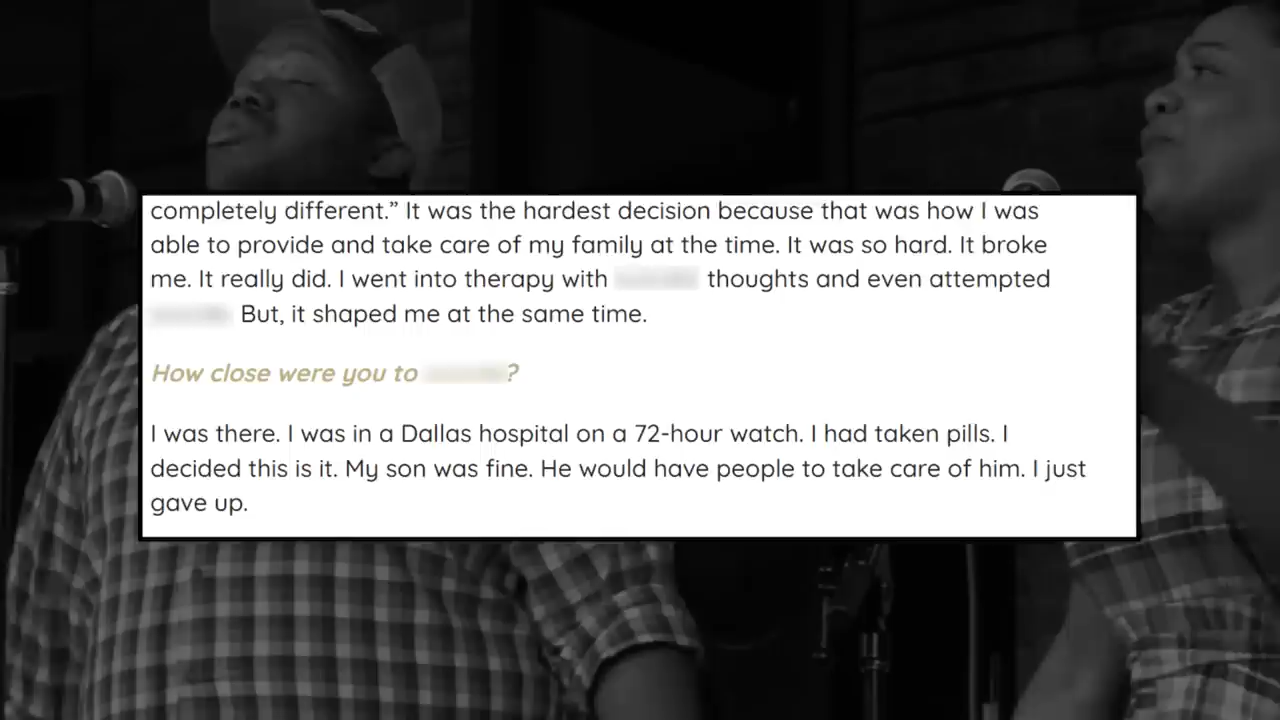 completely different.” It was the hardest decision because that was how I was
able to provide and take care of my family at the time. It was so hard. It broke
me. It really did. I went into therapy with thoughts and even attempted
But, it shaped me at the same time.
How close were you to ?
I was there. I was in a Dallas hospital on a 72-hour watch. I had taken pills. I
decided this is it. My son was fine. He would have people to take care of him. I just
gave up.